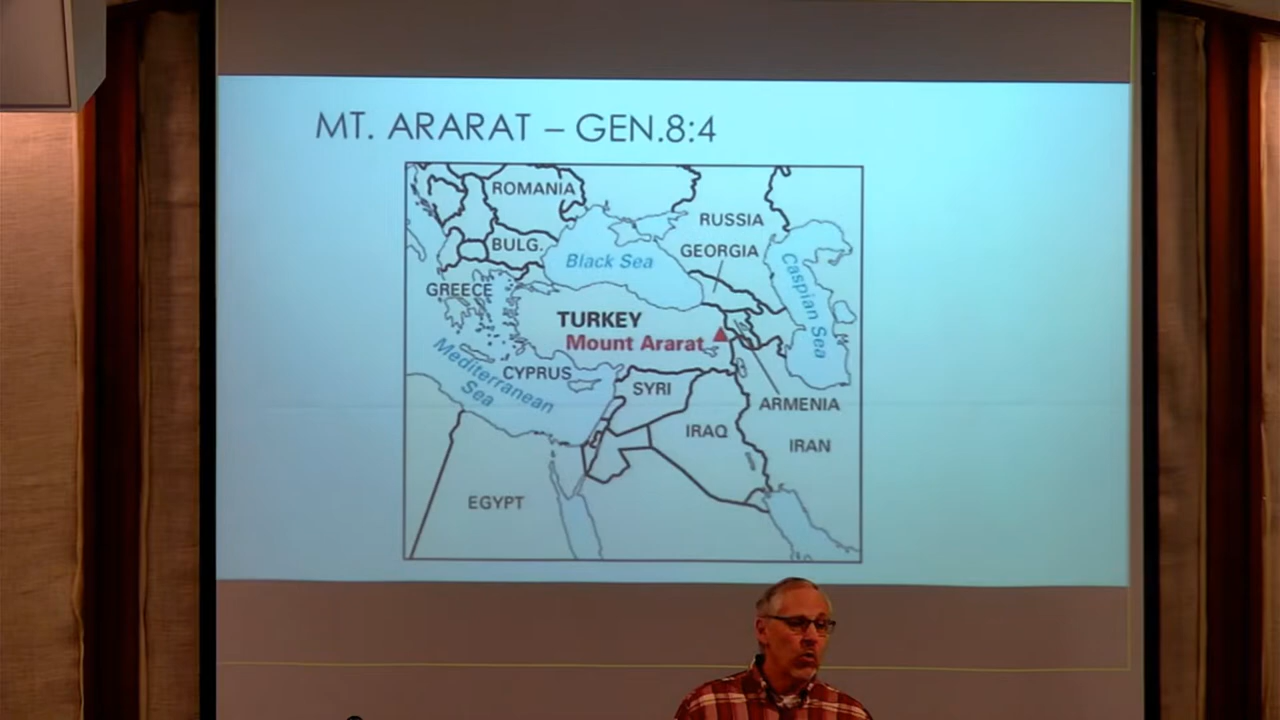 MT. ARARAT – GEN.8:4
ROMANIA
RUSSIA
BULG.
GEORGIA
Black Sea
Caspian Sea
GREECE
TURKEY
Mount Ararat
Mediterranean
Sea
CYPRUS
SYRI
ARMENIA
IRAQ
IRAN
EGYPT